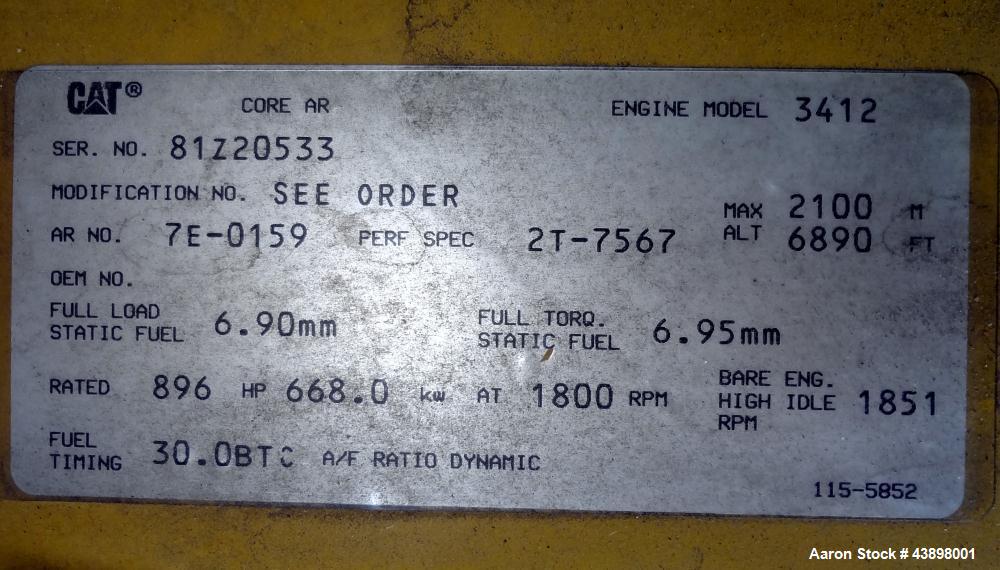 CAT® CORE AR ENGINE MODEL 3412
SER. NO. 81Z20533
MODIFICATION NO. SEE ORDER
MAX ALT 2100 M 6890 FT
AR NO. 7E-0159 PERF SPEC 2T-7567
OEM NO.
FULL LOAD STATIC FUEL 6.90mm FULL TORQ. STATIC FUEL 6.95mm
RATED 896 HP 668.0 kw AT 1800 RPM BARE ENG. HIGH IDLE RPM 1851
FUEL TIMING 30.0BTC A/F RATIO DYNAMIC
115-5852
Aaron Stock # 43898001